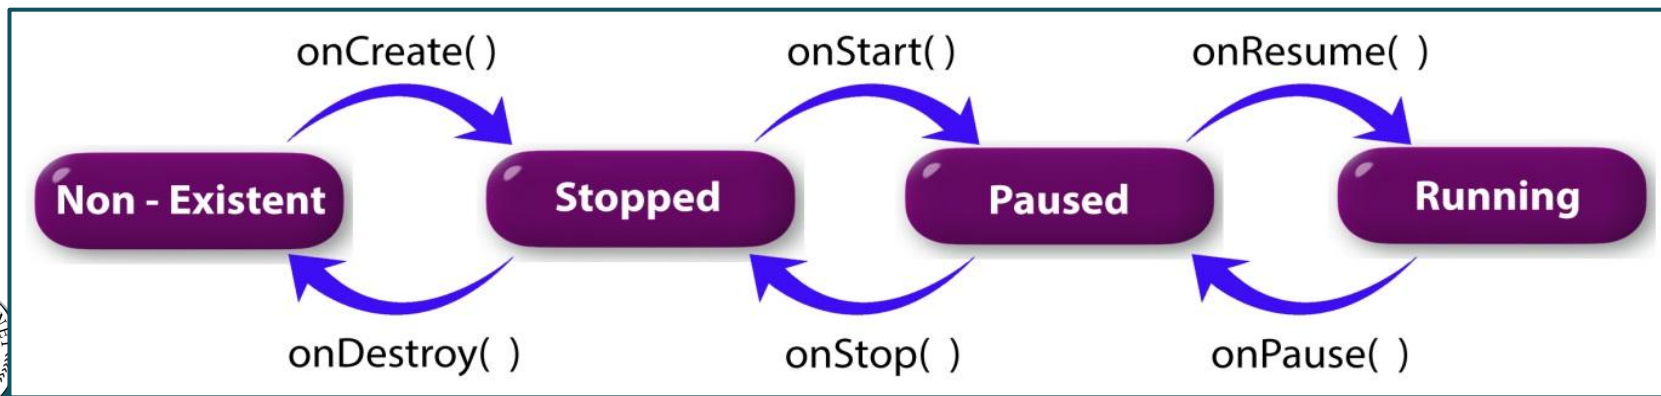 onCreate( )
onStart( )
onResume( )
Non - Existent
Stopped
Paused
Running
onDestroy( )
onStop( )
onPause( )